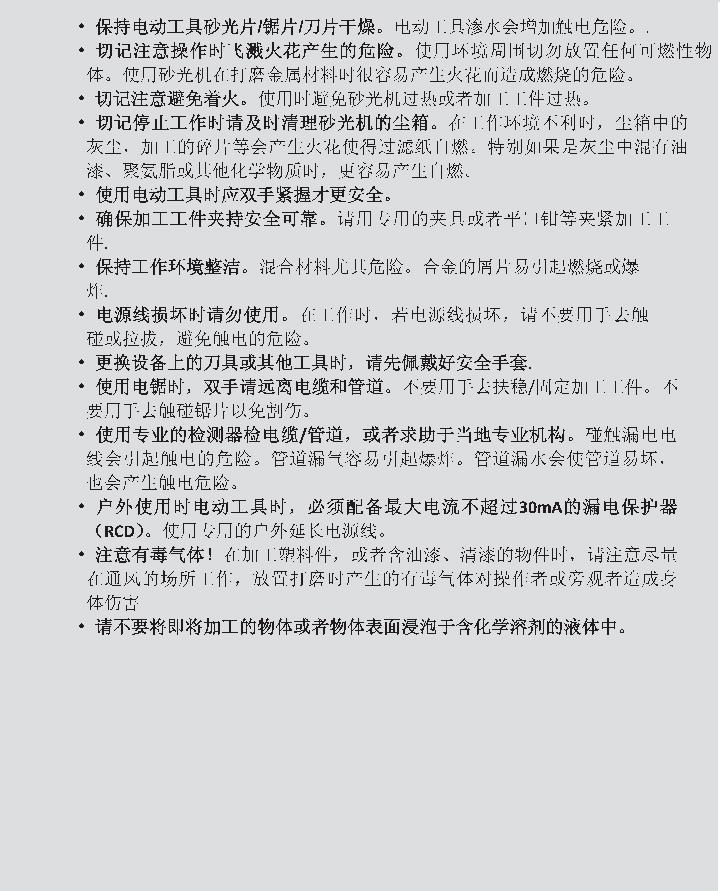 • 保持电动工具砂光片/锯片/刀片干燥。电动工具渗水会增加触电危险。.
• 切记注意操作时飞溅火花产生的危险。使用环境周围切勿放置任何可燃性物
体。使用砂光机在打磨金属材料时很容易产生火花而造成燃烧的危险。
• 切记注意避免着火。使用时避免砂光机过热或者加工工件过热。
• 切记停止工作时请及时清理砂光机的尘箱。在工作环境不利时，尘箱中的
灰尘，加工的碎片等会产生火花使得过滤纸自燃。特别如果是灰尘中混有油
漆、聚氨脂或其他化学物质时，更容易产生自燃。
• 使用电动工具时应双手紧握才更安全。
• 确保加工工件夹持安全可靠。请用专用的夹具或者平口钳等夹紧加工工
件.
• 保持工作环境整洁。混合材料尤其危险。合金的屑片易引起燃烧或爆
炸.
• 电源线损坏时请勿使用。在工作时，若电源线损坏，请不要用手去触
碰或拉拔，避免触电的危险。
• 更换设备上的刀具或其他工具时，请先佩戴好安全手套.
• 使用电锯时，双手请远离电缆和管道。不要用手去扶稳/固定加工工件。不
要用手去触碰锯片以免割伤。
• 使用专业的检测器检电缆/管道，或者求助于当地专业机构。碰触漏电电
线会引起触电的危险。管道漏气容易引起爆炸。管道漏水会使管道易坏，
也会产生触电危险。
• 户外使用时电动工具时，必须配备最大电流不超过30mA的漏电保护器
（RCD）。使用专用的户外延长电源线。
• 注意有毒气体！在加工塑料件，或者含油漆、清漆的物件时，请注意尽量
在通风的场所工作，放置打磨时产生的有毒气体对操作者或旁观者造成身
体伤害
• 请不要将即将加工的物体或者物体表面浸泡于含化学溶剂的液体中。